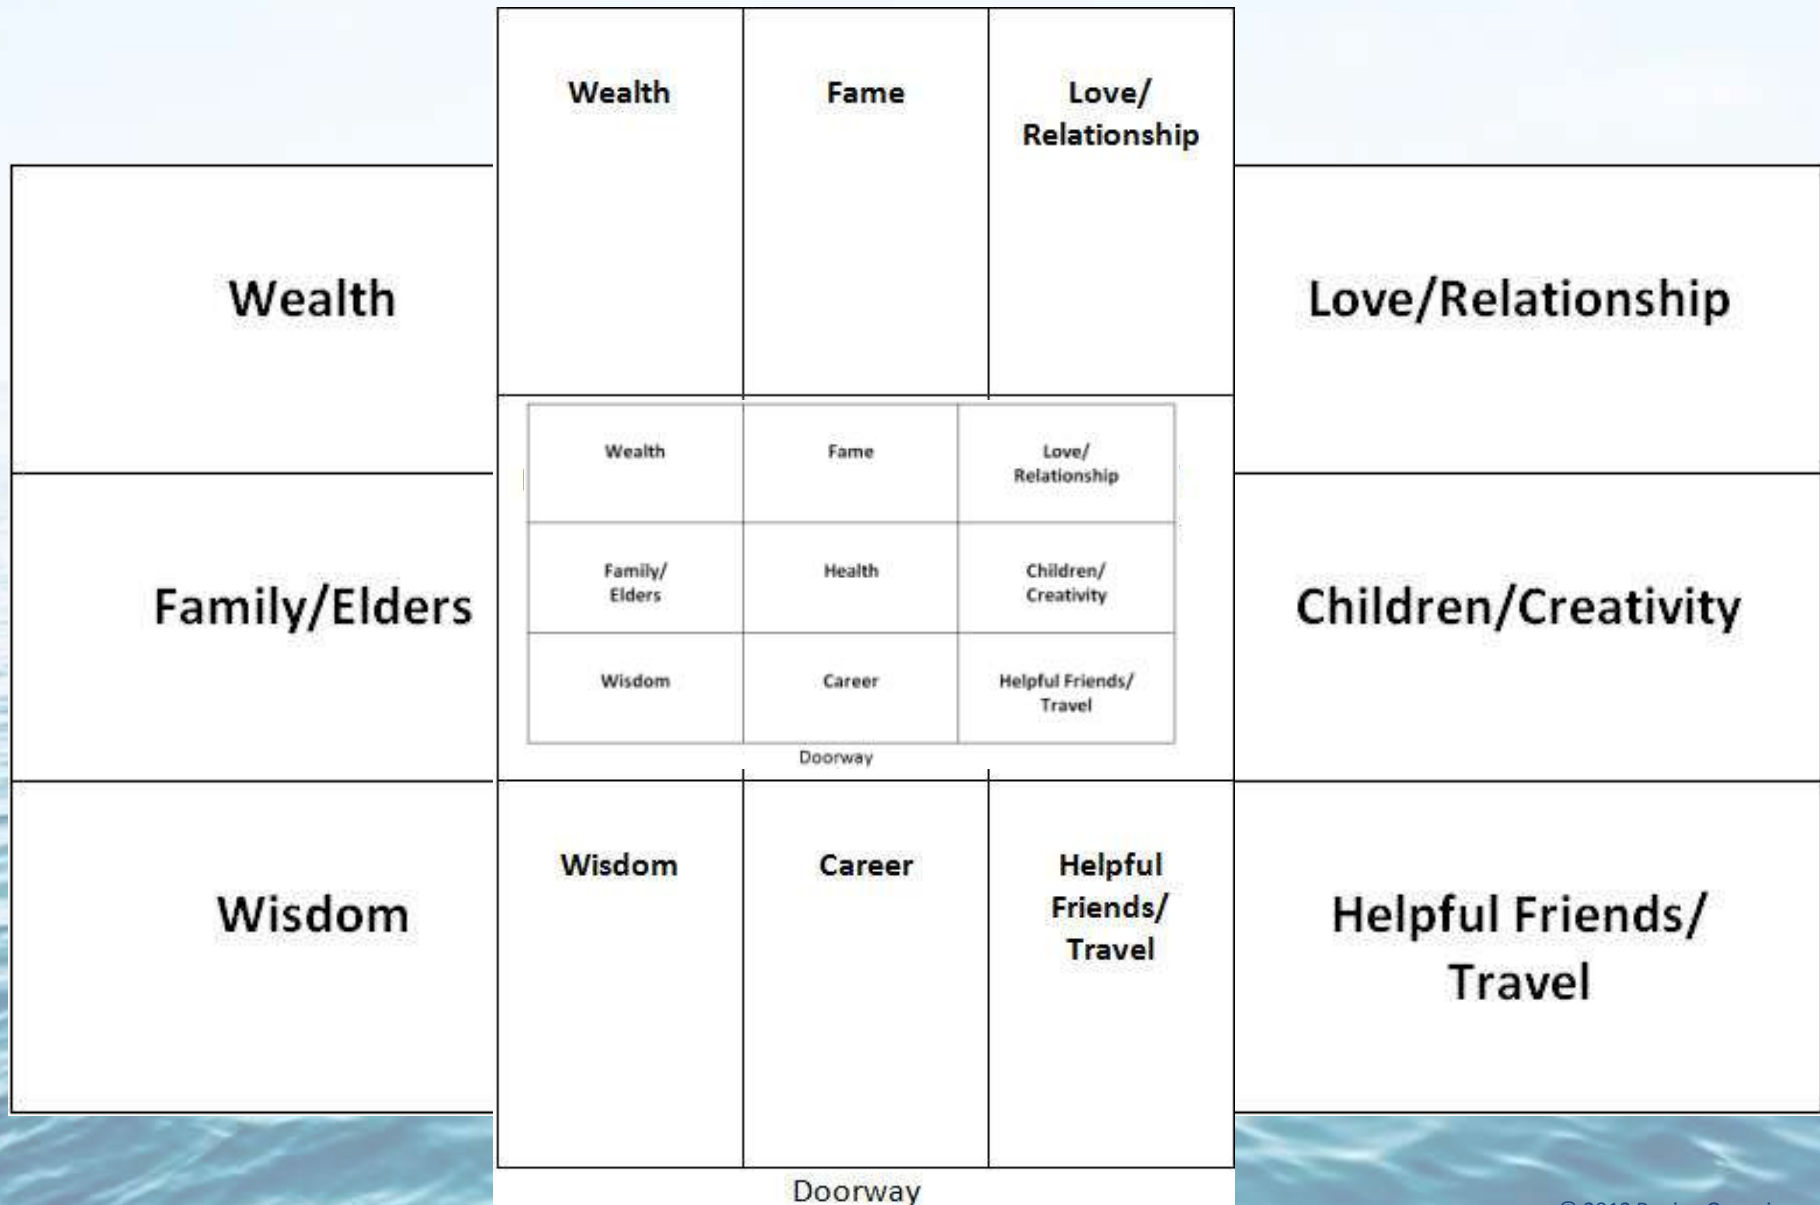 Wealth Fame Love/
Relationship
Wealth Love/Relationship
Wealth Fame Love/
Relationship
Family/Elders Children/Creativity
Family/ Health Children/
Elders Creativity
Wisdom Career Helpful Friends/
Travel
Doorway
Wisdom Career Helpful
Friends/
Travel
Wisdom Helpful Friends/
Travel
Doorway